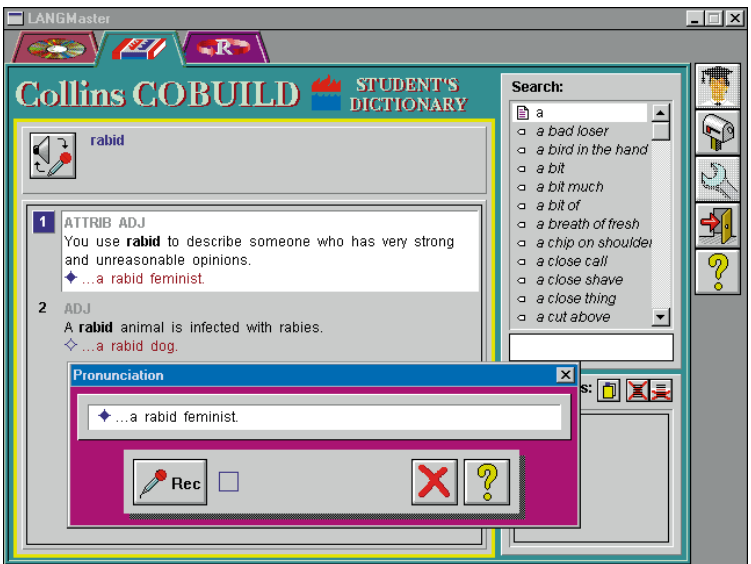 LANGMaster
R
Collins COBUILD STUDENT'S
DICTIONARY
rabid
1 ATTRIB ADJ
You use rabid to describe someone who has very strong
and unreasonable opinions.
...a rabid feminist.
2 ADJ
A rabid animal is infected with rabies.
...a rabid dog.
Pronunciation
...a rabid feminist.
Rec
?
Search:
a
a bad loser
a bird in the hand
a bit
a bit much
a bit of
a breath of fresh
a chip on shoulder
a close call
a close shave
a close thing
a cut above
s:
?